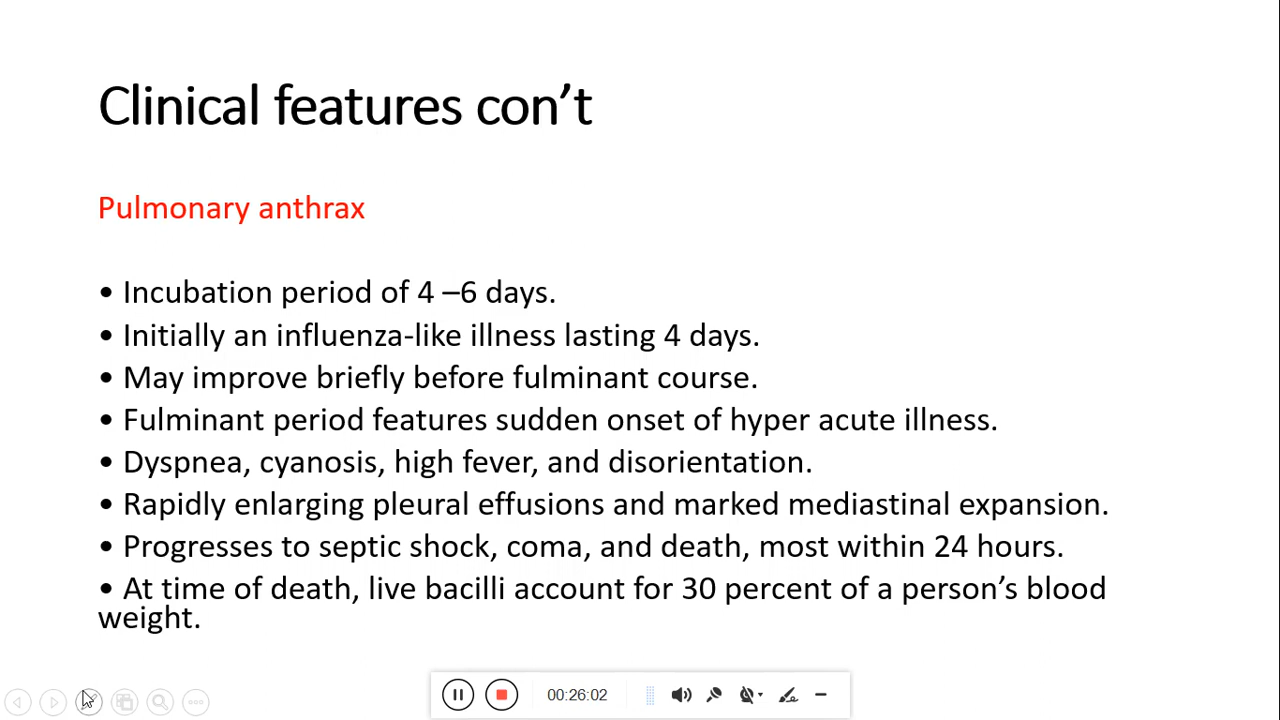 Clinical features con’t
Pulmonary anthrax
• Incubation period of 4 –6 days.
• Initially an influenza-like illness lasting 4 days.
• May improve briefly before fulminant course.
• Fulminant period features sudden onset of hyper acute illness.
• Dyspnea, cyanosis, high fever, and disorientation.
• Rapidly enlarging pleural effusions and marked mediastinal expansion.
• Progresses to septic shock, coma, and death, most within 24 hours.
• At time of death, live bacilli account for 30 percent of a person’s blood
weight.
00:26:02